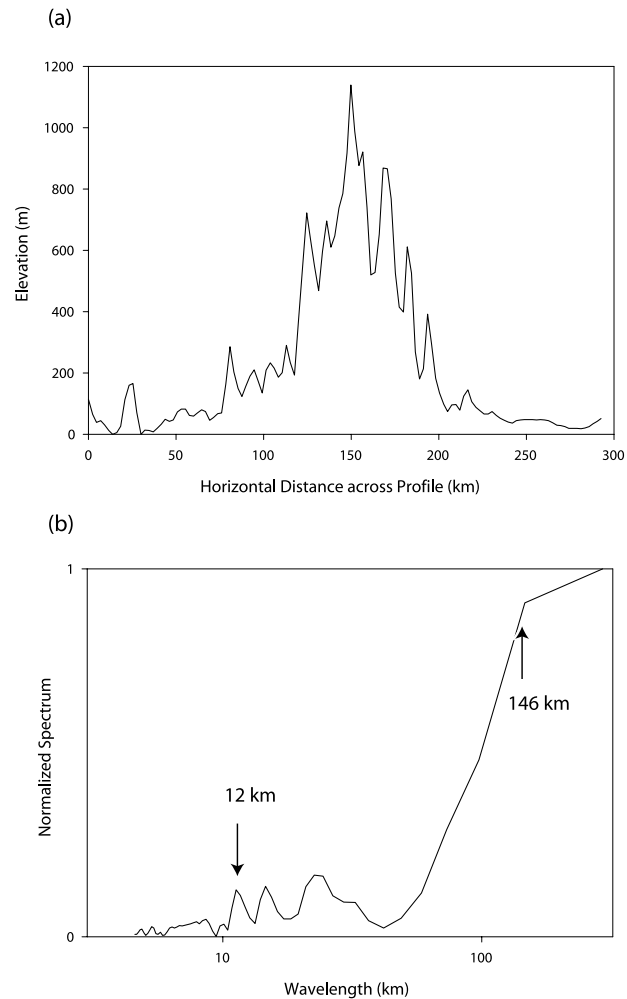 (a)
1200
1000
800
600
400
200
0
Elevation (m)
0 50 100 150 200 250 300
Horizontal Distance across Profile (km)
(b)
1
0
Normalized Spectrum
12 km
146 km
10 100
Wavelength (km)